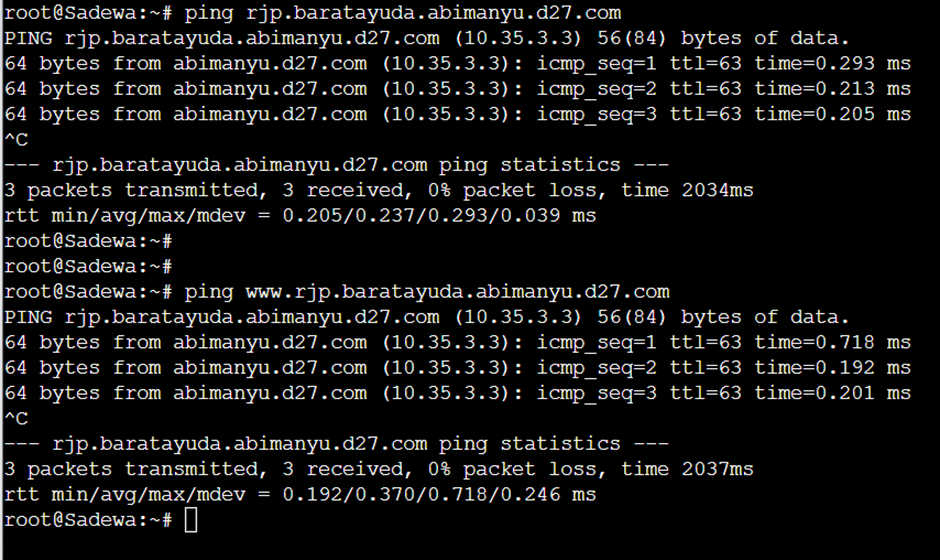 root@Sadewa:~# ping rjp.baratayuda.abimanyu.d27.com
PING rjp.baratayuda.abimanyu.d27.com (10.35.3.3) 56(84) bytes of data.
64 bytes from abimanyu.d27.com (10.35.3.3): icmp_seq=1 ttl=63 time=0.293 ms
64 bytes from abimanyu.d27.com (10.35.3.3): icmp_seq=2 ttl=63 time=0.213 ms
64 bytes from abimanyu.d27.com (10.35.3.3): icmp_seq=3 ttl=63 time=0.205 ms
^C
--- rjp.baratayuda.abimanyu.d27.com ping statistics ---
3 packets transmitted, 3 received, 0% packet loss, time 2034ms
rtt min/avg/max/mdev = 0.205/0.237/0.293/0.039 ms
root@Sadewa:~#
root@Sadewa:~#
root@Sadewa:~# ping www.rjp.baratayuda.abimanyu.d27.com
PING rjp.baratayuda.abimanyu.d27.com (10.35.3.3) 56(84) bytes of data.
64 bytes from abimanyu.d27.com (10.35.3.3): icmp_seq=1 ttl=63 time=0.718 ms
64 bytes from abimanyu.d27.com (10.35.3.3): icmp_seq=2 ttl=63 time=0.192 ms
64 bytes from abimanyu.d27.com (10.35.3.3): icmp_seq=3 ttl=63 time=0.201 ms
^C
--- rjp.baratayuda.abimanyu.d27.com ping statistics ---
3 packets transmitted, 3 received, 0% packet loss, time 2037ms
rtt min/avg/max/mdev = 0.192/0.370/0.718/0.246 ms
root@Sadewa:~#